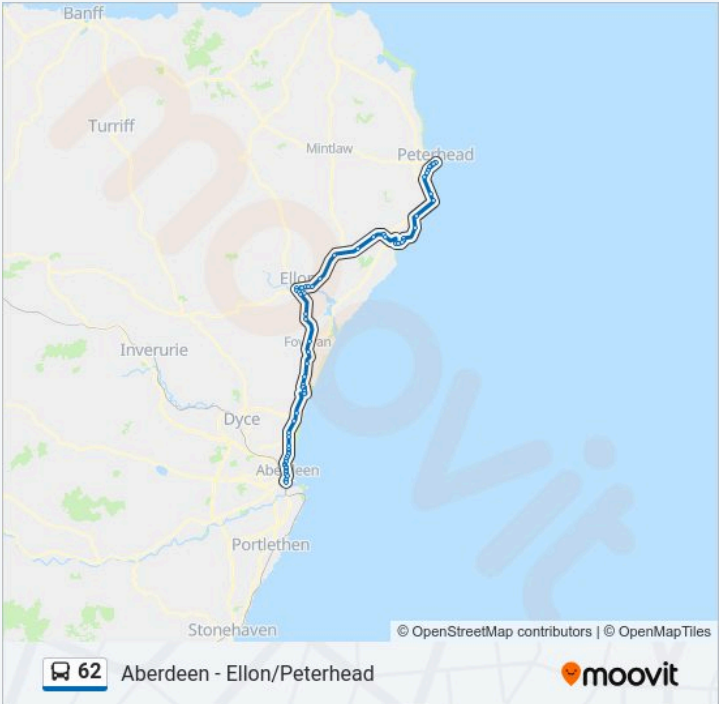 Banff
Turriff
Mintlaw
Peterhead
Ellon
Foveran
Inverurie
Dyce
Aberdeen
Portlethen
Stonehaven
moovit
© OpenStreetMap contributors | © OpenMapTiles
62 Aberdeen - Ellon/Peterhead
moovit